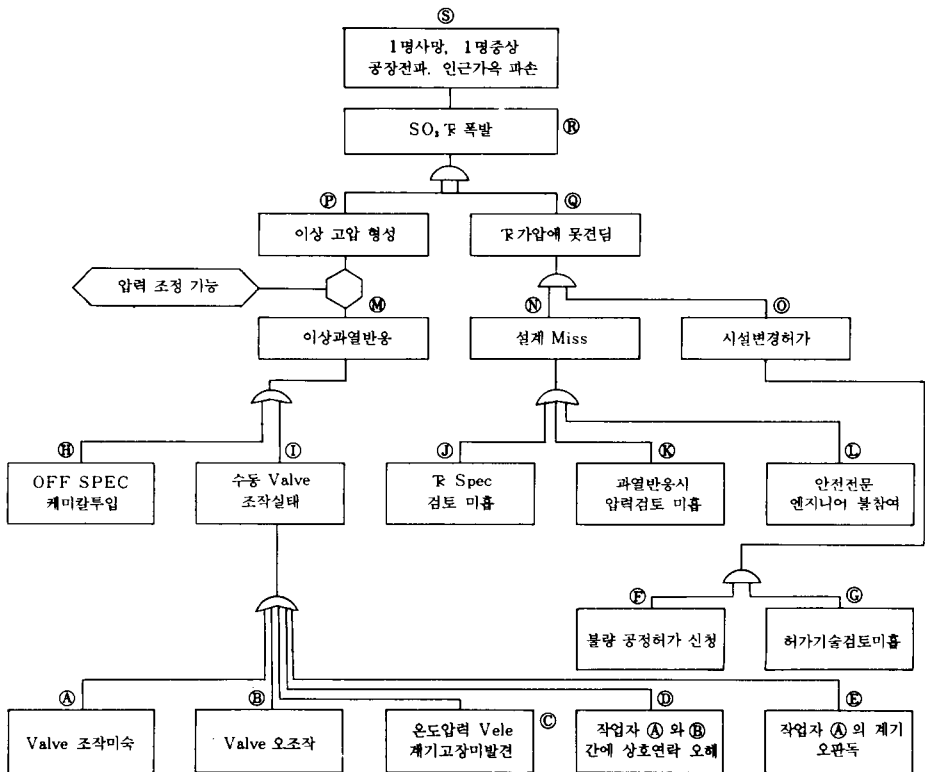 Ⓢ
1명사망, 1명중상
공장전파. 인근가옥 파손
SO₃ TK 폭발 Ⓡ
Ⓟ Ⓠ
이상 고압 형성
TK가압에 못견딤
압력 조정 기능
Ⓜ Ⓝ Ⓞ
이상과열반응
설계 Miss
시설변경허가
Ⓗ Ⓘ Ⓙ Ⓚ Ⓛ
OFF SPEC
케미칼투입
수동 Valve
조작실태
TK Spec
검토 미흡
과열반응시
압력검토 미흡
안전전문
엔지니어 불참여
Ⓕ Ⓖ
불량 공정허가 신청
허가기술검토미흡
Ⓐ Ⓑ Ⓒ Ⓓ Ⓔ
Valve 조작미숙
Valve 오조작
온도압력 Vele
계기고장미발견
작업자 Ⓐ 와 Ⓑ
간에 상호연락 오해
작업자 Ⓐ 의 계기
오판독